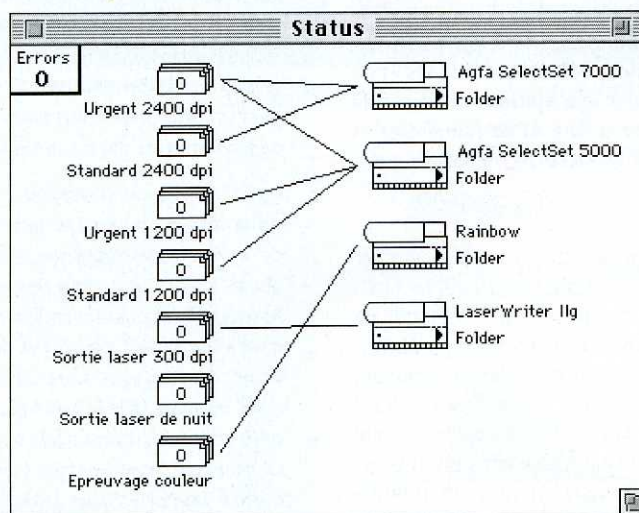 Status
Errors
0
0
Urgent 2400 dpi
0
Standard 2400 dpi
0
Urgent 1200 dpi
0
Standard 1200 dpi
0
Sortie laser 300 dpi
0
Sortie laser de nuit
0
Epreuvage couleur
Agfa SelectSet 7000
Folder
Agfa SelectSet 5000
Folder
Rainbow
Folder
LaserWriter IIg
Folder